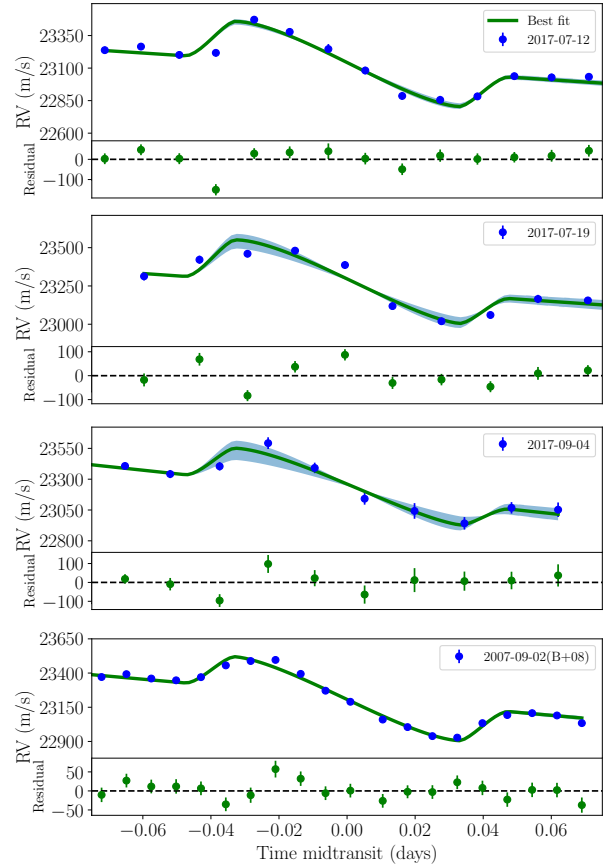 Best fit
2017-07-12
23350
23100
22850
22600
RV (m/s)
0
−100
Residual
2017-07-19
23500
23250
23000
RV (m/s)
100
0
−100
Residual
2017-09-04
23550
23300
23050
22800
RV (m/s)
100
0
−100
Residual
2007-09-02(B+08)
23650
23400
23150
22900
RV (m/s)
50
0
−50
Residual
−0.06 −0.04 −0.02 0.00 0.02 0.04 0.06
Time midtransit (days)